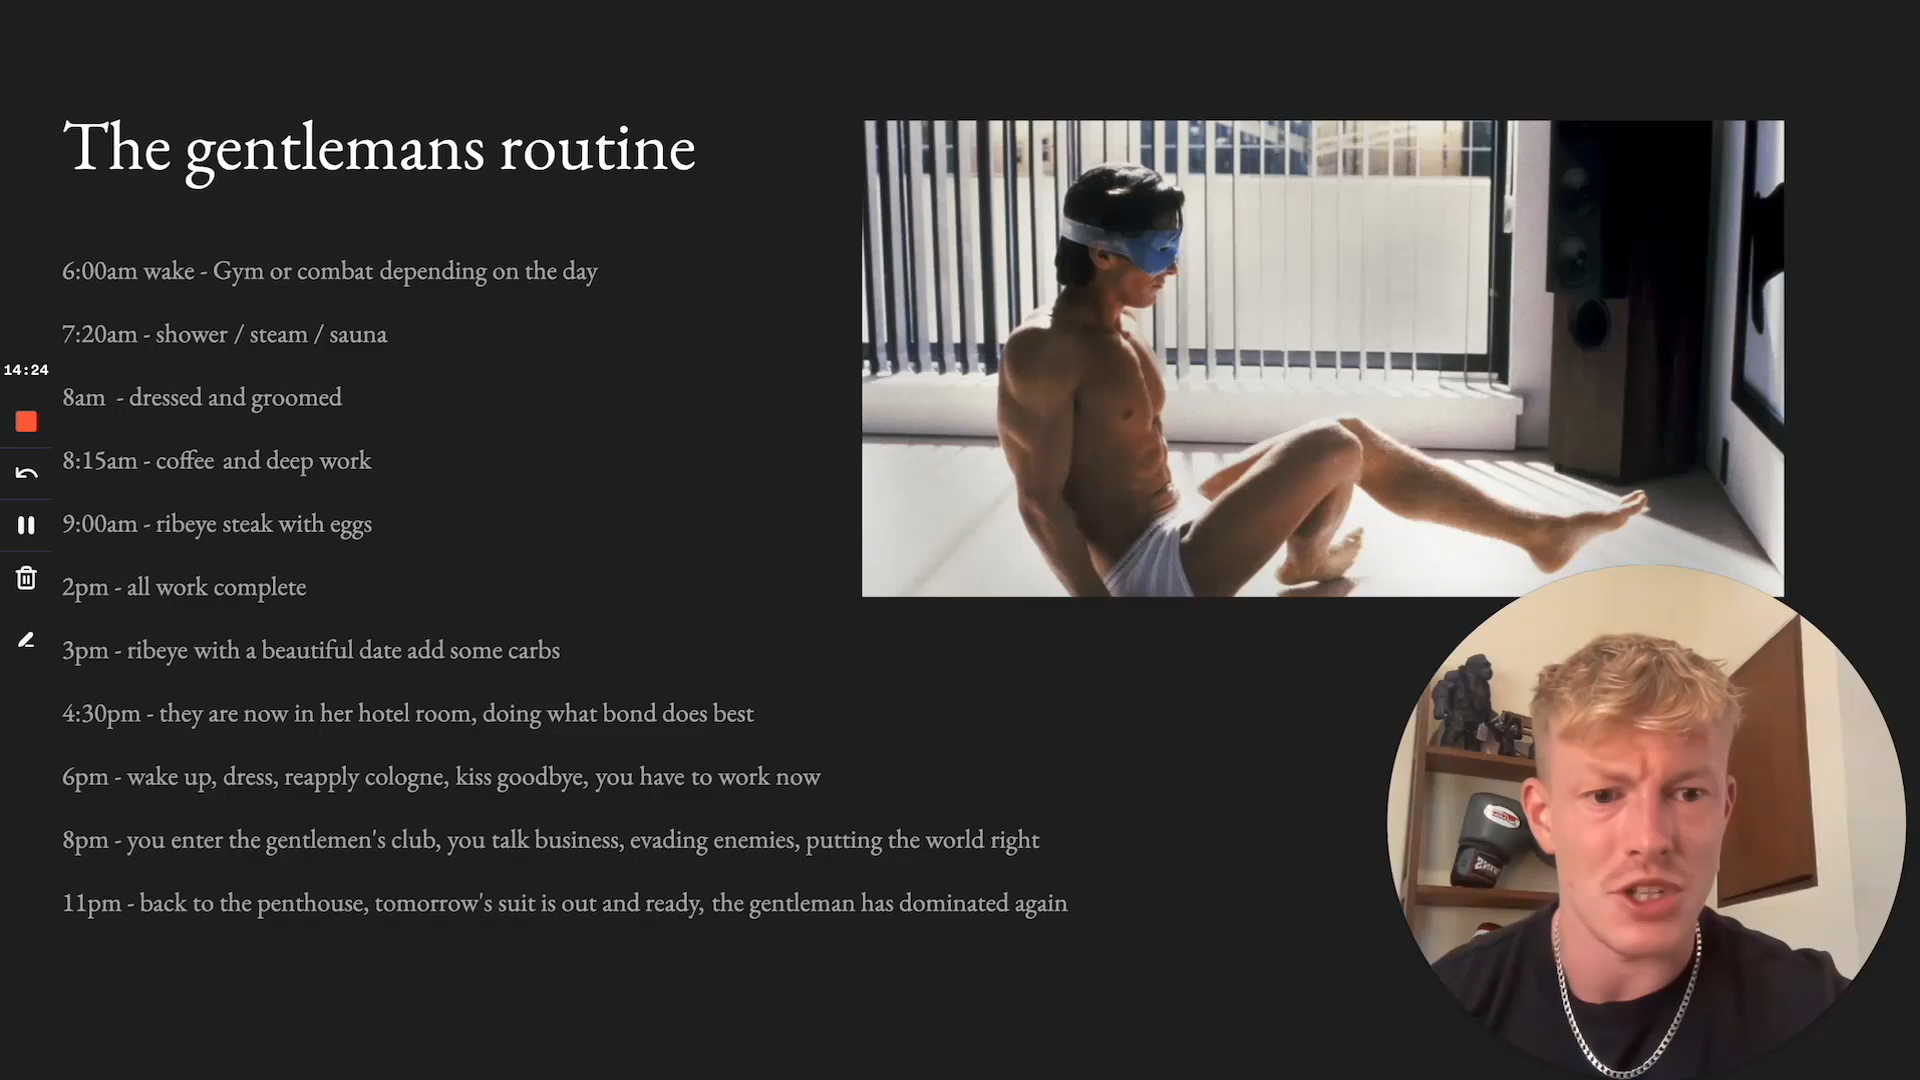 The gentlemans routine
6:00am wake - Gym or combat depending on the day
7:20am - shower / steam / sauna
14:24
8am - dressed and groomed
8:15am - coffee and deep work
9:00am - ribeye steak with eggs
2pm - all work complete
3pm - ribeye with a beautiful date add some carbs
4:30pm - they are now in her hotel room, doing what bond does best
6pm - wake up, dress, reapply cologne, kiss goodbye, you have to work now
8pm - you enter the gentlemen's club, you talk business, evading enemies, putting the world right
11pm - back to the penthouse, tomorrow's suit is out and ready, the gentleman has dominated again